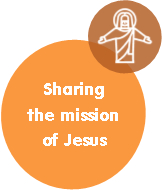 Sharing
the mission
of Jesus